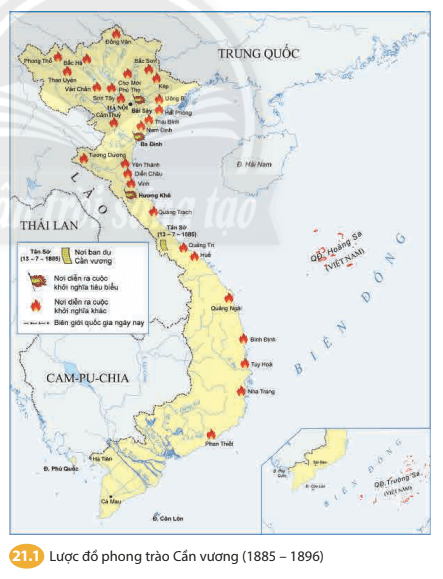 Đồng Văn
TRUNG QUỐC
Phong Thổ
Bắc Hà
Bắc Sơn
Than Uyên
Chợ Mới
Văn Chấn
Phú Thọ
Kép
Sơn Tây
Uông Bí
HÀ NỘI
Bãi Sậy
Hải Phòng
Cẩm Thuỷ
Thái Bình
Nam Định
Ba Đình
Tương Dương
Yên Thành
Diễn Châu
Vinh
Đ. Hải Nam
LÀO
Hương Khê
Quảng Trạch
THÁI LAN
Tân Sở
(13 – 7 – 1885)
Quảng Trị
Huế
QĐ. Hoàng Sa
(VIỆT NAM)
BIỂN ĐÔNG
Tân Sở
(13 – 7 – 1885)
Nơi ban dụ
Cần vương
Nơi diễn ra cuộc
khởi nghĩa tiêu biểu
Nơi diễn ra cuộc
khởi nghĩa khác
Biên giới quốc gia ngày nay
Quảng Ngãi
Bình Định
Tuy Hoà
CAM-PU-CHIA
Nha Trang
Phan Thiết
Hà Tiên
Đ. Phú Quốc
Cà Mau
Đ. Côn Lôn
BIỂN ĐÔNG
QĐ. Trường Sa
(VIỆT NAM)
21.1 Lược đồ phong trào Cần vương (1885 – 1896)